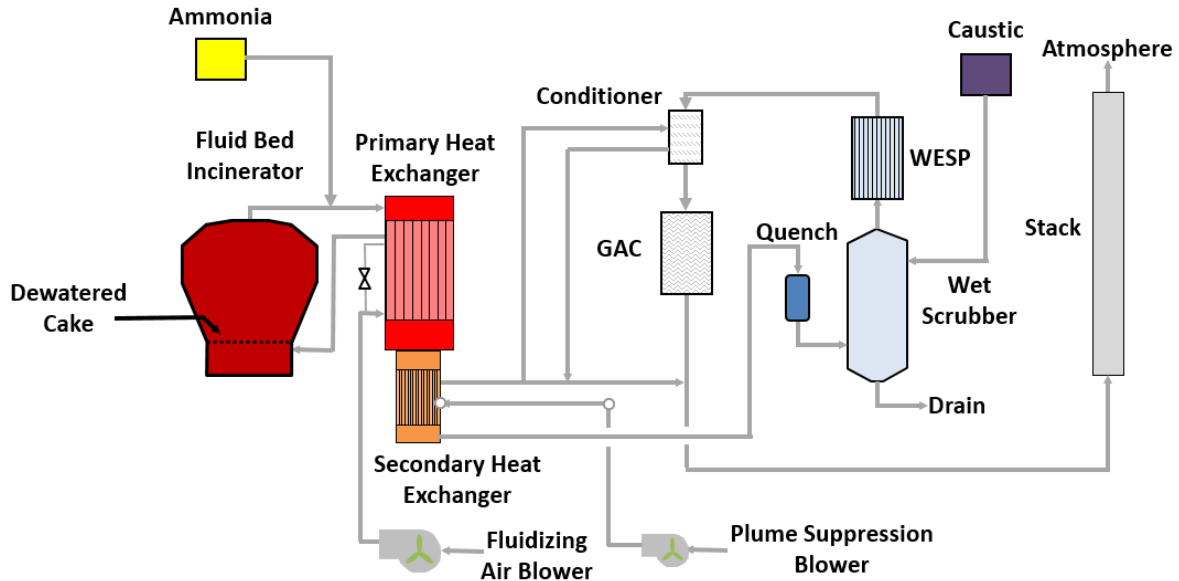 Ammonia
Caustic
Atmosphere
Conditioner
Fluid Bed
Incinerator
Primary Heat
Exchanger
WESP
Stack
GAC
Quench
Dewatered
Cake
Wet
Scrubber
Drain
Secondary Heat
Exchanger
Fluidizing
Air Blower
Plume Suppression
Blower